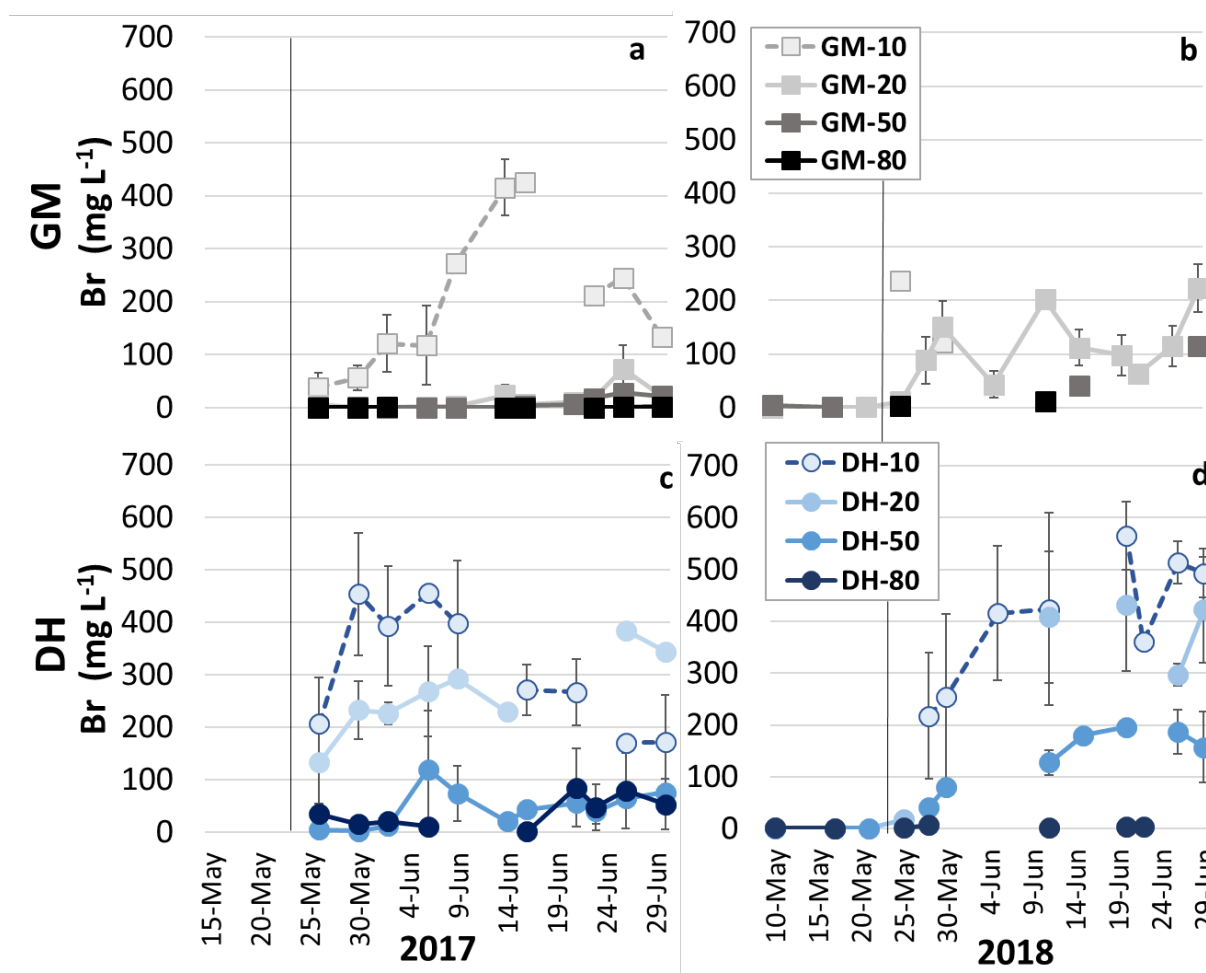 GM
Br (mg L-1)
700
600
500
400
300
200
100
0
a
700
600
500
400
300
200
100
0
GM-10
GM-20
GM-50
GM-80
b
DH
Br (mg L-1)
700
600
500
400
300
200
100
0
c
700
600
500
400
300
200
100
0
DH-10
DH-20
DH-50
DH-80
d
15-May
20-May
25-May
30-May
4-Jun
9-Jun
14-Jun
19-Jun
24-Jun
29-Jun
2017
10-May
15-May
20-May
25-May
30-May
4-Jun
9-Jun
14-Jun
19-Jun
24-Jun
29-Jun
2018